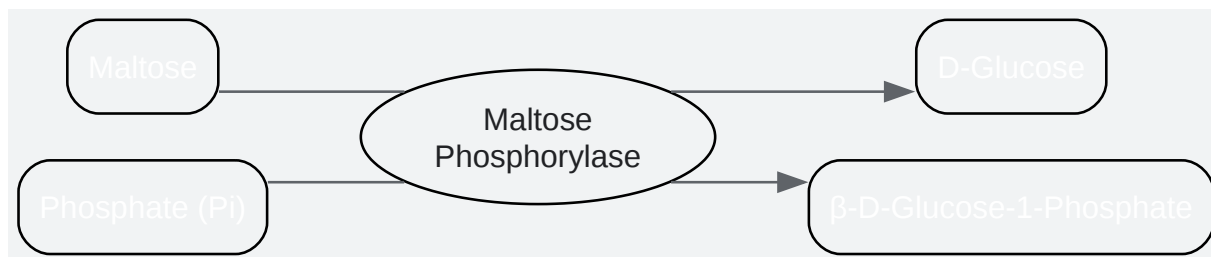 Maltose
D-Glucose
Maltose
Phosphorylase
Phosphate (Pi)
β-D-Glucose-1-Phosphate